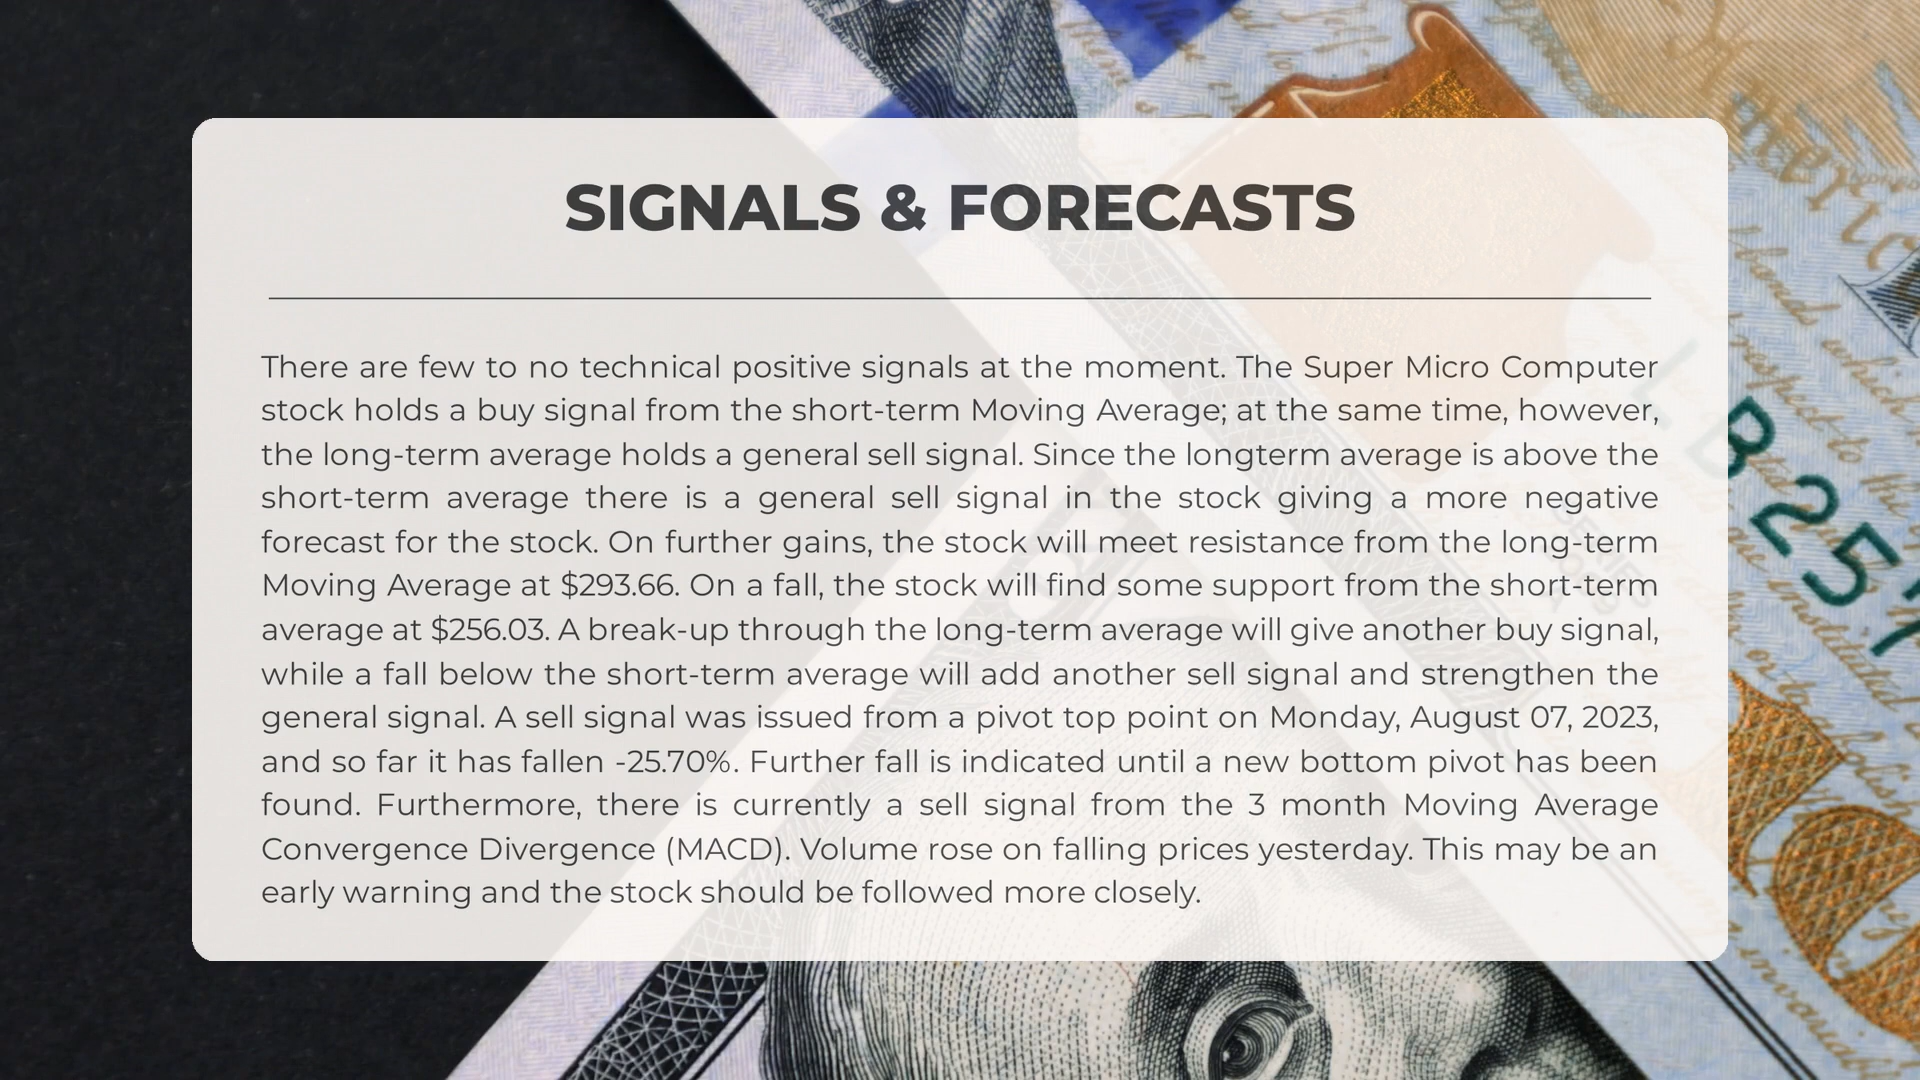 SIGNALS & FORECASTS
There are few to no technical positive signals at the moment. The Super Micro Computer
stock holds a buy signal from the short-term Moving Average; at the same time, however,
the long-term average holds a general sell signal. Since the longterm average is above the
short-term average there is a general sell signal in the stock giving a more negative
forecast for the stock. On further gains, the stock will meet resistance from the long-term
Moving Average at $293.66. On a fall, the stock will find some support from the short-term
average at $256.03. A break-up through the long-term average will give another buy signal,
while a fall below the short-term average will add another sell signal and strengthen the
general signal. A sell signal was issued from a pivot top point on Monday, August 07, 2023,
and so far it has fallen -25.70%. Further fall is indicated until a new bottom pivot has been
found. Furthermore, there is currently a sell signal from the 3 month Moving Average
Convergence Divergence (MACD). Volume rose on falling prices yesterday. This may be an
early warning and the stock should be followed more closely.